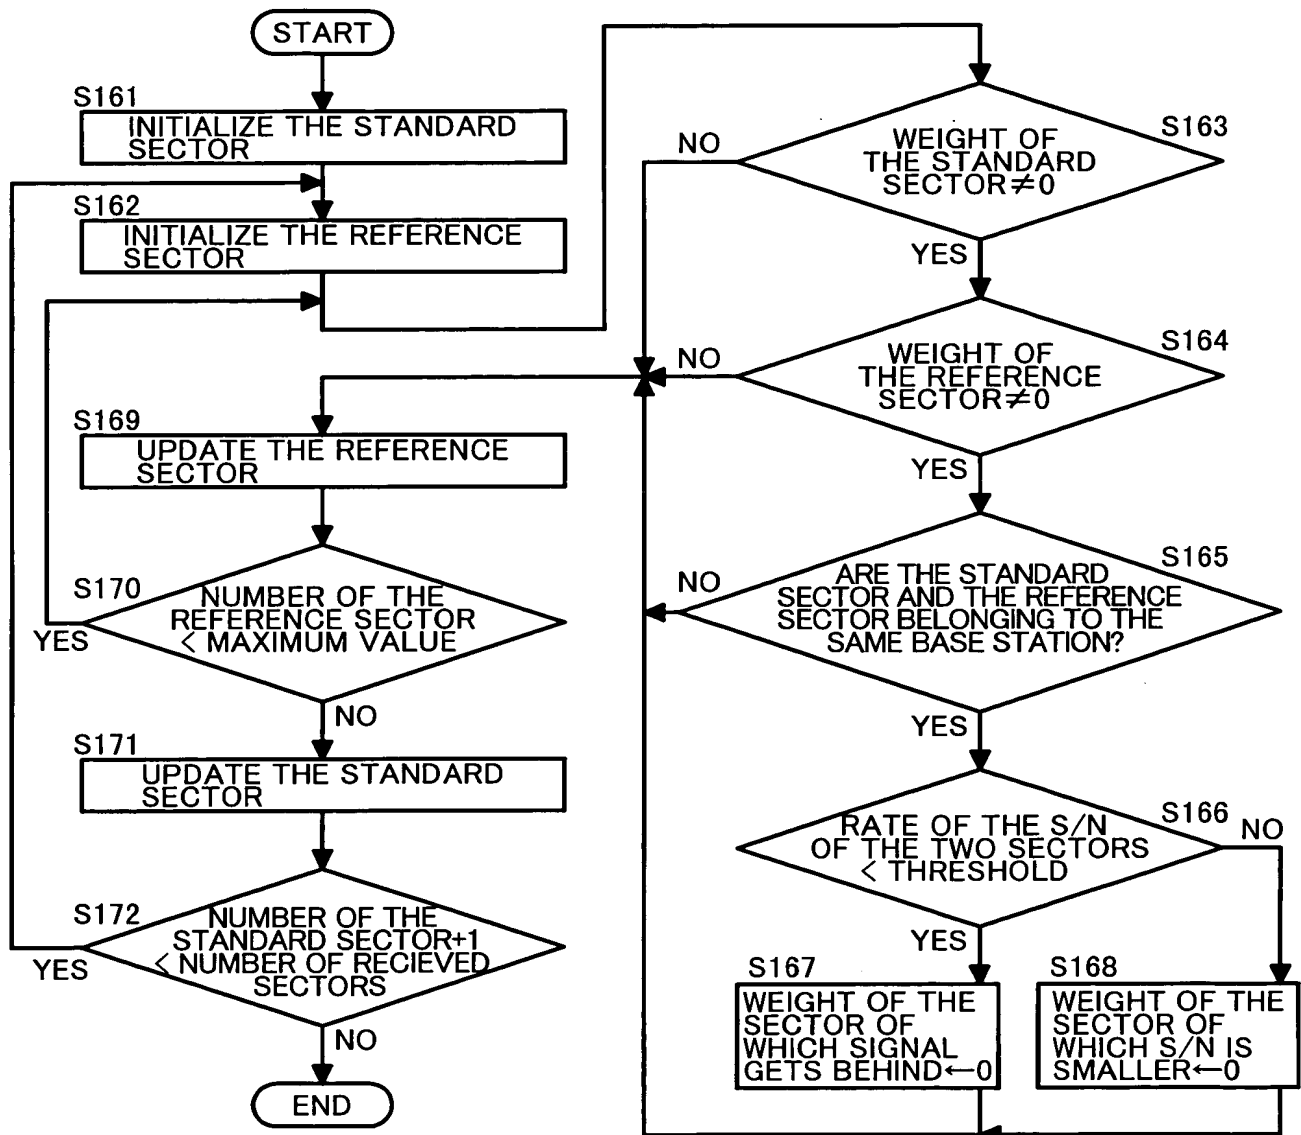 START
S161
INITIALIZE THE STANDARD
SECTOR
S162
INITIALIZE THE REFERENCE
SECTOR
S163
WEIGHT OF
THE STANDARD
SECTOR≠0
NO
YES
S164
WEIGHT OF
THE REFERENCE
SECTOR≠0
NO
YES
S165
ARE THE STANDARD
SECTOR AND THE REFERENCE
SECTOR BELONGING TO THE
SAME BASE STATION?
NO
YES
S166
RATE OF THE S/N
OF THE TWO SECTORS
< THRESHOLD
NO
YES
S167
WEIGHT OF THE
SECTOR OF
WHICH SIGNAL
GETS BEHIND←0
S168
WEIGHT OF THE
SECTOR OF
WHICH S/N IS
SMALLER←0
S169
UPDATE THE REFERENCE
SECTOR
S170
NUMBER OF THE
REFERENCE SECTOR
< MAXIMUM VALUE
YES
NO
S171
UPDATE THE STANDARD
SECTOR
S172
NUMBER OF THE
STANDARD SECTOR+1
< NUMBER OF RECIEVED
SECTORS
YES
NO
END